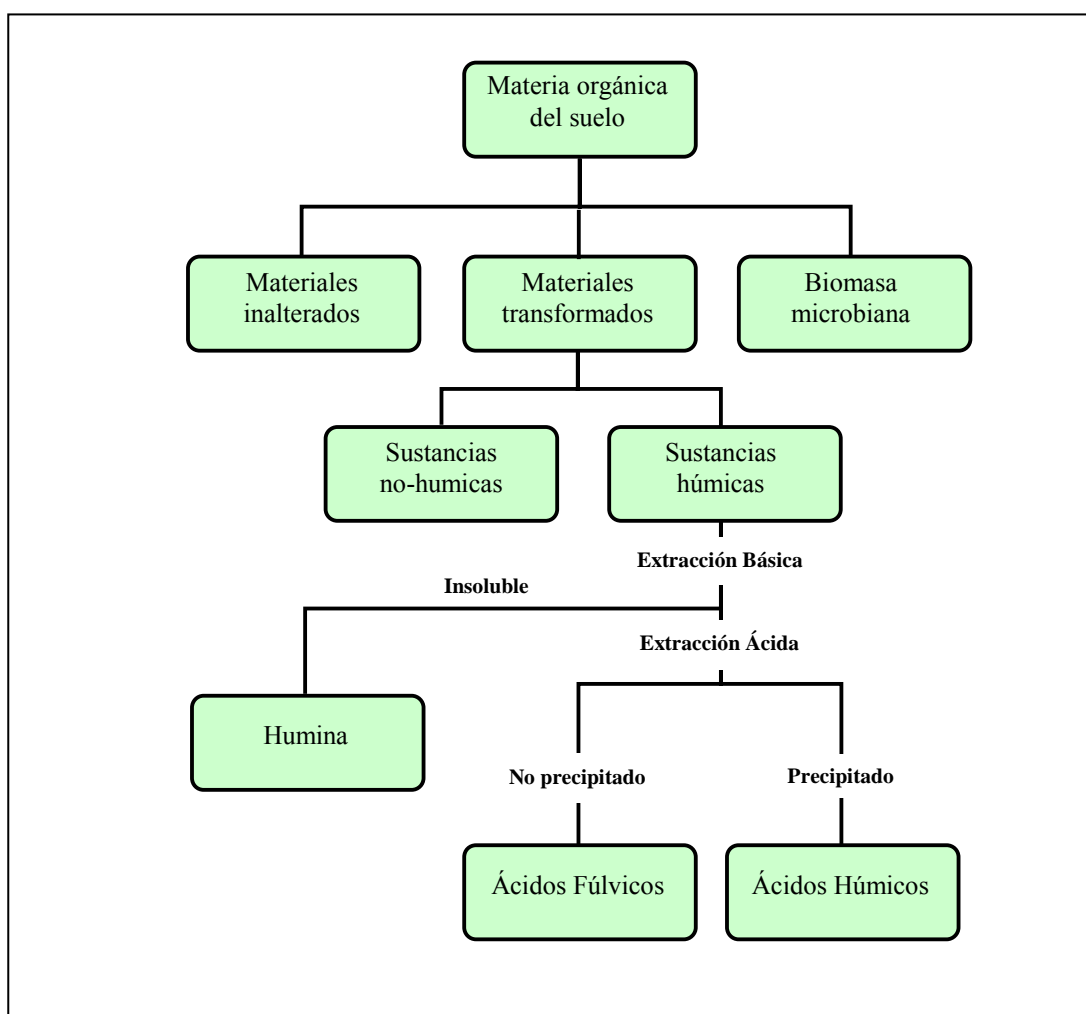 Materia orgánica
del suelo
Materiales
inalterados
Materiales
transformados
Biomasa
microbiana
Sustancias
no-humicas
Sustancias
húmicas
Extracción Básica
Insoluble
Extracción Ácida
Humina
No precipitado
Precipitado
Ácidos Fúlvicos
Ácidos Húmicos